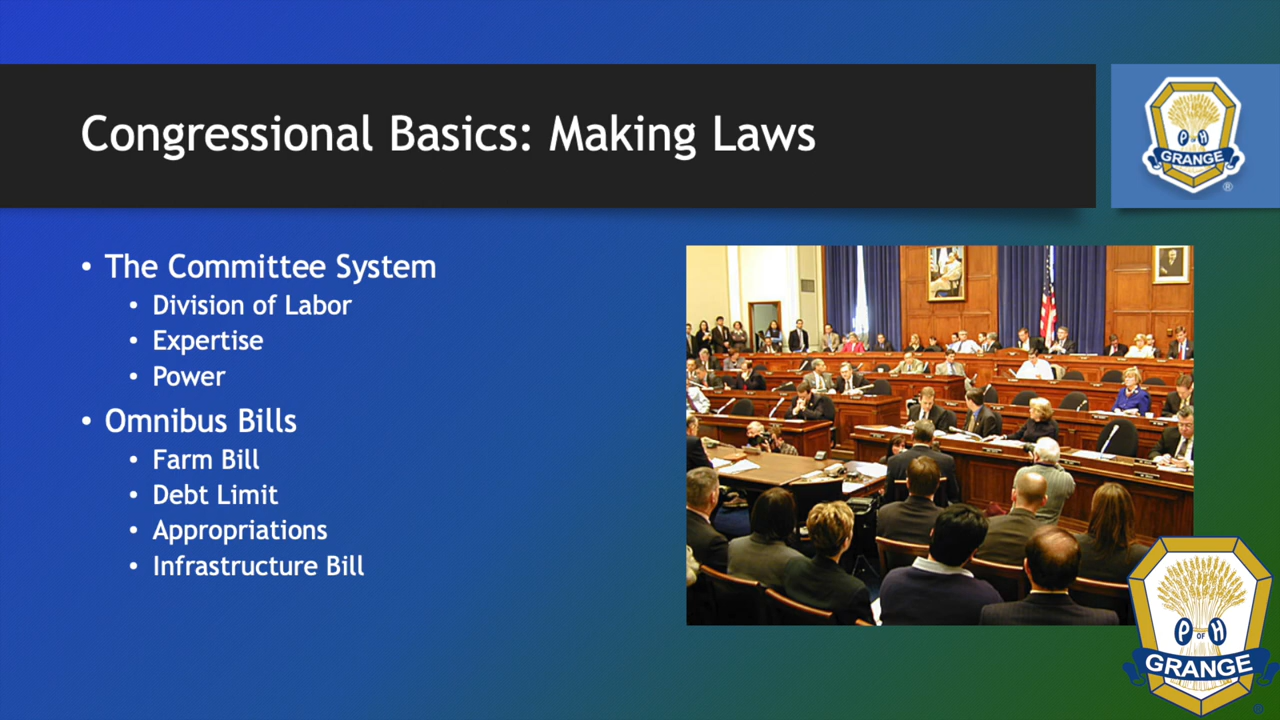 Congressional Basics: Making Laws
P OF H
GRANGE
®
• The Committee System
• Division of Labor
• Expertise
• Power
• Omnibus Bills
• Farm Bill
• Debt Limit
• Appropriations
• Infrastructure Bill
P OF H
GRANGE
®